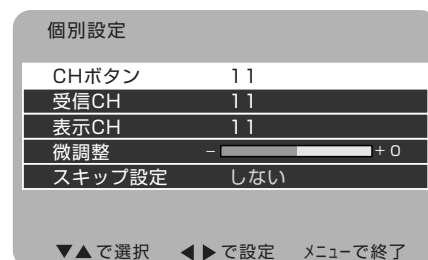 個別設定
CHボタン 11
受信CH 11
表示CH 11
微調整 - + 0
スキップ設定 しない
▼▲で選択 ◀▶で設定 メニューで終了